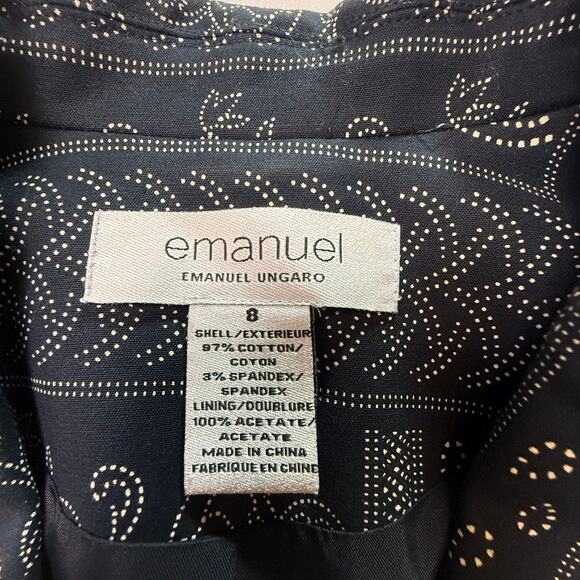 emanuel
EMANUEL UNGARO
8
SHELL/EXTERIEUR
97% COTTON/
COTON
3% SPANDEX/
SPANDEX
LINING/DOUBLURE
100% ACETATE/
ACETATE
MADE IN CHINA
FABRIQUE EN CHINE